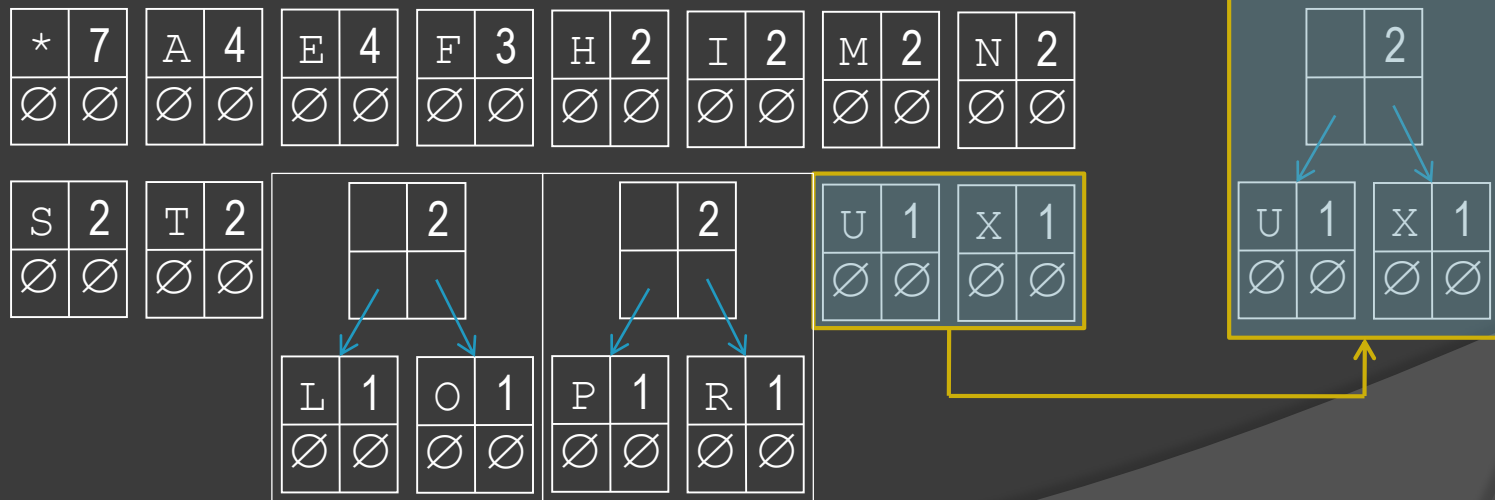 * 7 A 4 E 4 F 3 H 2 I 2 M 2 N 2 2
∅ ∅ ∅ ∅ ∅ ∅ ∅ ∅ ∅ ∅ ∅ ∅ ∅ ∅ ∅ ∅
S 2 T 2 2 2 U 1 X 1 U 1 X 1
∅ ∅ ∅ ∅ ∅ ∅ ∅ ∅ ∅ ∅ ∅ ∅
L 1 O 1 P 1 R 1
∅ ∅ ∅ ∅ ∅ ∅ ∅ ∅